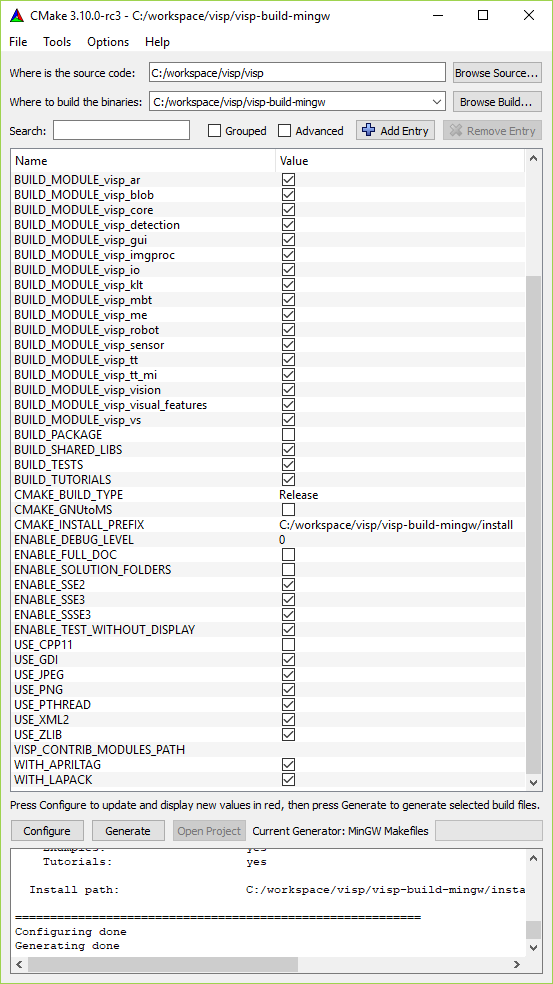 CMake 3.10.0-rc3 - C:/workspace/visp/visp-build-mingw
File Tools Options Help
Where is the source code: C:/workspace/visp/visp Browse Source...
Where to build the binaries: C:/workspace/visp/visp-build-mingw Browse Build...
Search: Grouped Advanced Add Entry Remove Entry
Name Value
BUILD_MODULE_visp_ar
BUILD_MODULE_visp_blob
BUILD_MODULE_visp_core
BUILD_MODULE_visp_detection
BUILD_MODULE_visp_gui
BUILD_MODULE_visp_imgproc
BUILD_MODULE_visp_io
BUILD_MODULE_visp_klt
BUILD_MODULE_visp_mbt
BUILD_MODULE_visp_me
BUILD_MODULE_visp_robot
BUILD_MODULE_visp_sensor
BUILD_MODULE_visp_tt
BUILD_MODULE_visp_tt_mi
BUILD_MODULE_visp_vision
BUILD_MODULE_visp_visual_features
BUILD_MODULE_visp_vs
BUILD_PACKAGE
BUILD_SHARED_LIBS
BUILD_TESTS
BUILD_TUTORIALS
CMAKE_BUILD_TYPE Release
CMAKE_GNUtoMS
CMAKE_INSTALL_PREFIX C:/workspace/visp/visp-build-mingw/install
ENABLE_DEBUG_LEVEL 0
ENABLE_FULL_DOC
ENABLE_SOLUTION_FOLDERS
ENABLE_SSE2
ENABLE_SSE3
ENABLE_SSSE3
ENABLE_TEST_WITHOUT_DISPLAY
USE_CPP11
USE_GDI
USE_JPEG
USE_PNG
USE_PTHREAD
USE_XML2
USE_ZLIB
VISP_CONTRIB_MODULES_PATH
WITH_APRILTAG
WITH_LAPACK
Press Configure to update and display new values in red, then press Generate to generate selected build files.
Configure Generate Open Project Current Generator: MinGW Makefiles
Examples: yes
Tutorials: yes
Install path: C:/workspace/visp/visp-build-mingw/insta
==========================================================
Configuring done
Generating done